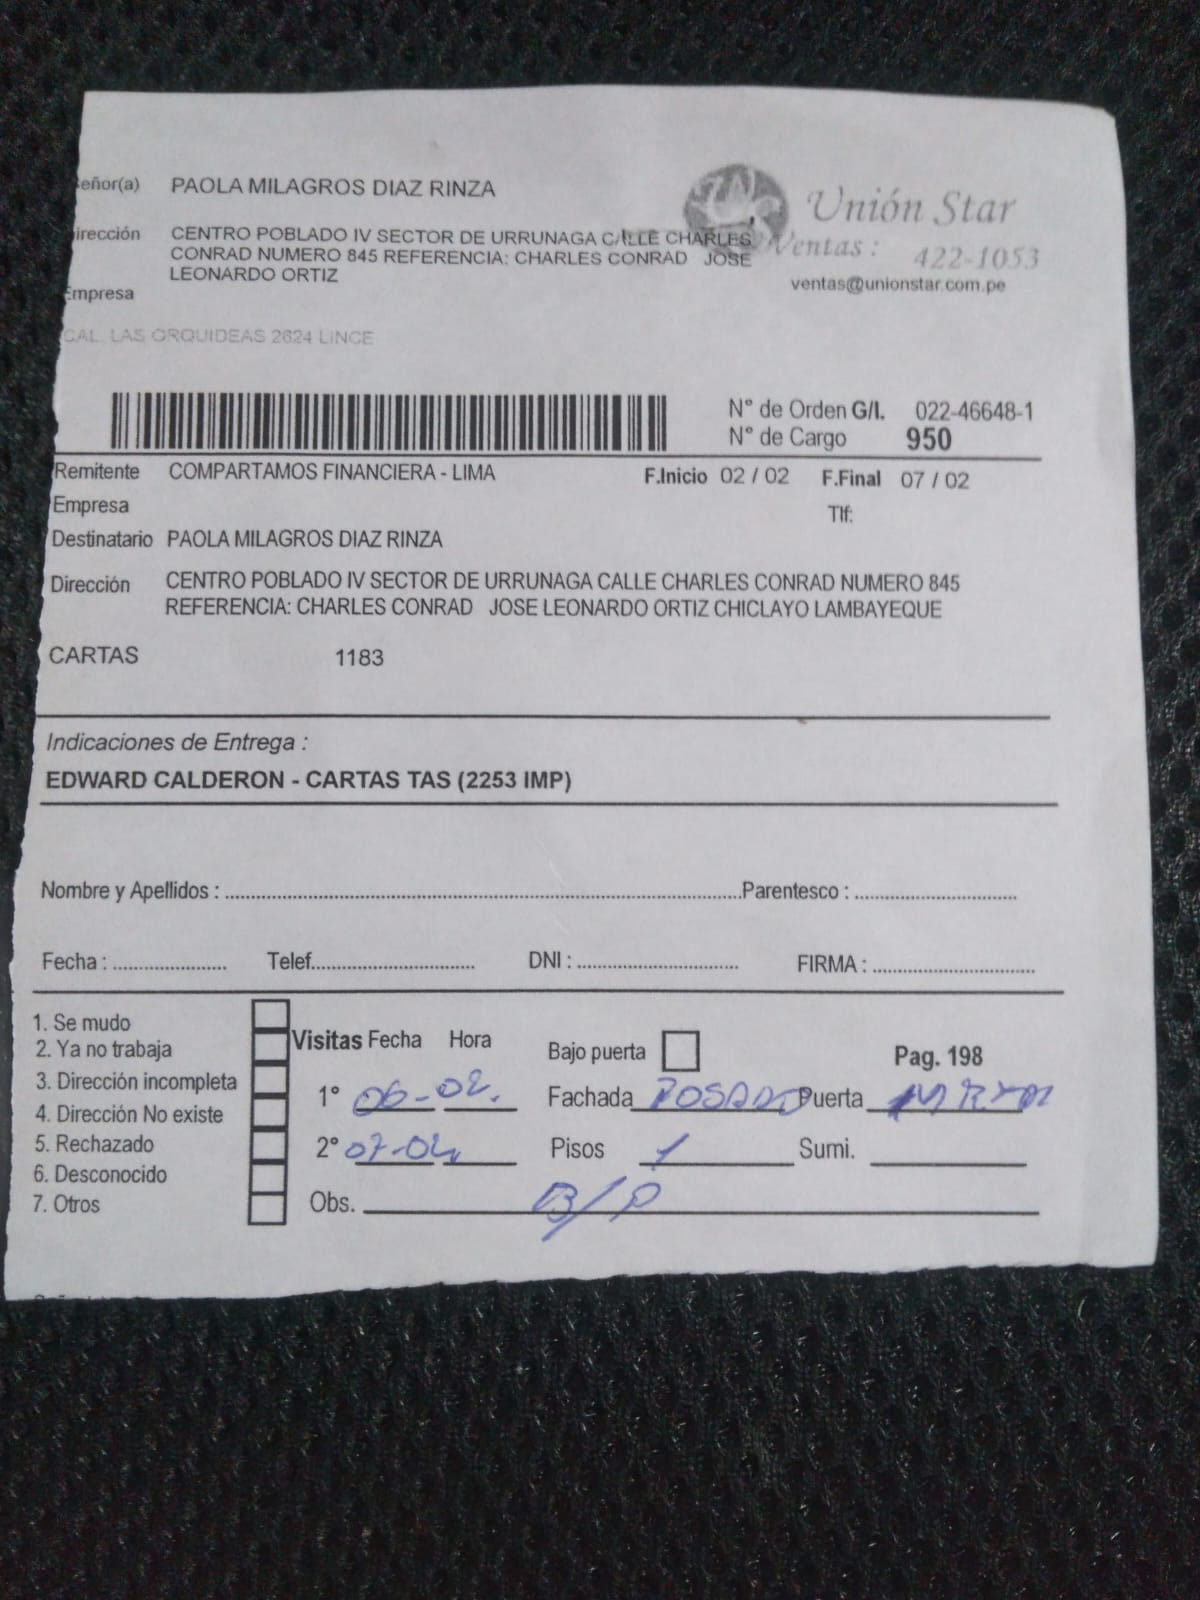 eñor(a) PAOLA MILAGROS DIAZ RINZA
irección CENTRO POBLADO IV SECTOR DE URRUNAGA CALLE CHARLES
CONRAD NUMERO 845 REFERENCIA: CHARLES CONRAD JOSE
LEONARDO ORTIZ
Empresa
CAL. LAS ORQUIDEAS 2624 LINCE
Unión Star
Ventas : 422-1053
ventas@unionstar.com.pe
N° de Orden G/I. 022-46648-1
N° de Cargo 950
Remitente COMPARTAMOS FINANCIERA - LIMA F.Inicio 02 / 02 F.Final 07 / 02
Empresa Tlf:
Destinatario PAOLA MILAGROS DIAZ RINZA
Dirección CENTRO POBLADO IV SECTOR DE URRUNAGA CALLE CHARLES CONRAD NUMERO 845
REFERENCIA: CHARLES CONRAD JOSE LEONARDO ORTIZ CHICLAYO LAMBAYEQUE
CARTAS 1183
Indicaciones de Entrega :
EDWARD CALDERON - CARTAS TAS (2253 IMP)
Nombre y Apellidos : Parentesco :
Fecha : Telef. DNI : FIRMA :
1. Se mudo
2. Ya no trabaja
3. Dirección incompleta
4. Dirección No existe
5. Rechazado
6. Desconocido
7. Otros
Visitas Fecha Hora Bajo puerta Pag. 198
1° 06-02. Fachada ROSADO Puerta
2° 07-02 Pisos 1 Sumi.
Obs. B/P